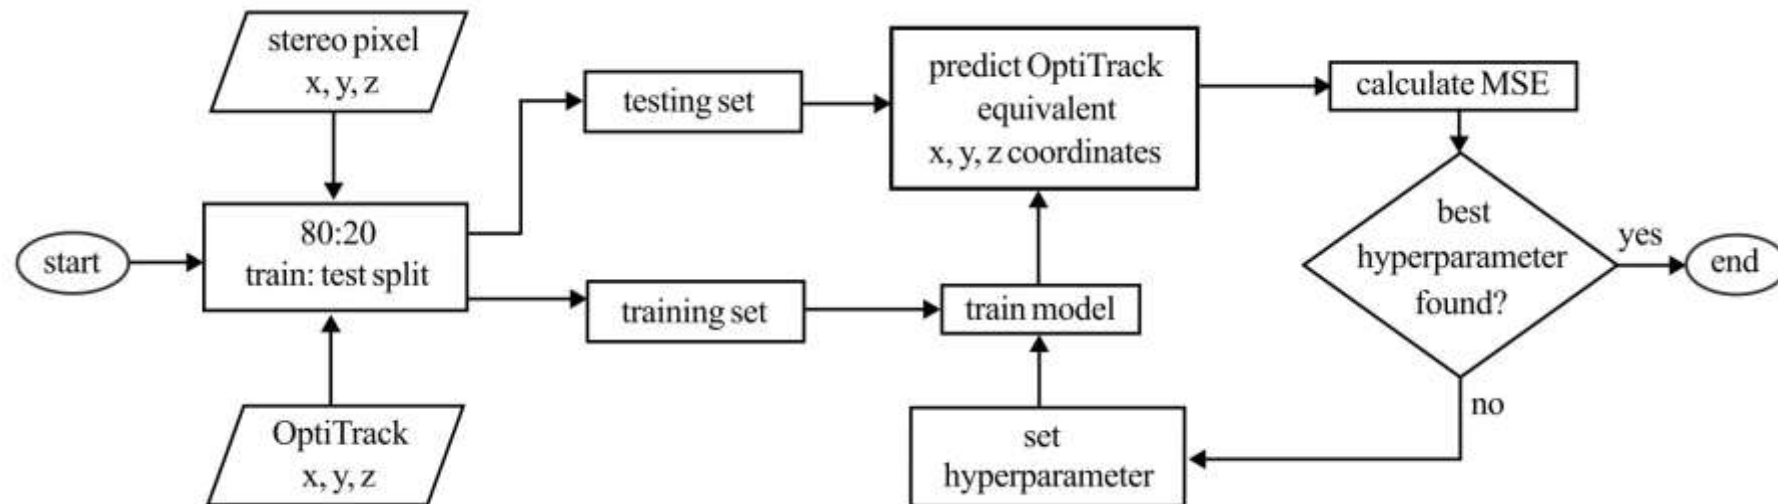 stereo pixel
x, y, z
start
80:20
train: test split
OptiTrack
x, y, z
testing set
training set
predict OptiTrack
equivalent
x, y, z coordinates
train model
set
hyperparameter
calculate MSE
best
hyperparameter
found?
yes
no
end